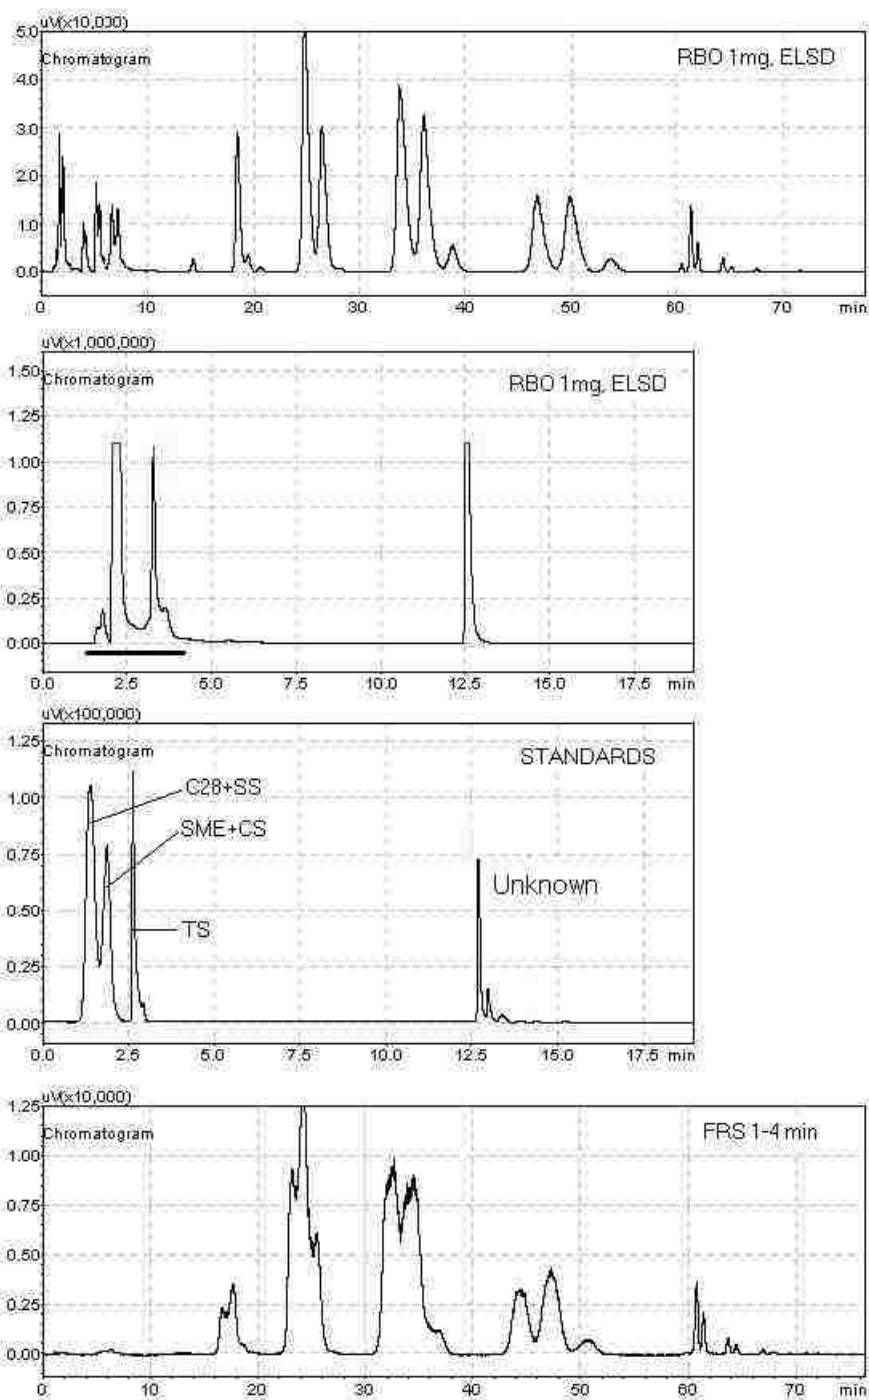 uV(x10,000)
5.0
Chromatogram
RBO 1mg, ELSD
4.0
3.0
2.0
1.0
0.0
0 10 20 30 40 50 60 70 min
uV(x1,000,000)
1.50
Chromatogram
RBO 1mg, ELSD
1.25
1.00
0.75
0.50
0.25
0.00
0.0 2.5 5.0 7.5 10.0 12.5 15.0 17.5 min
uV(x100,000)
1.25
Chromatogram
STANDARDS
C28+SS
1.00
SME+CS
0.75
Unknown
0.50
TS
0.25
0.00
0.0 2.5 5.0 7.5 10.0 12.5 15.0 17.5 min
uV(x10,000)
1.25
Chromatogram
FRS 1-4 min
1.00
0.75
0.50
0.25
0.00
0 10 20 30 40 50 60 70 min